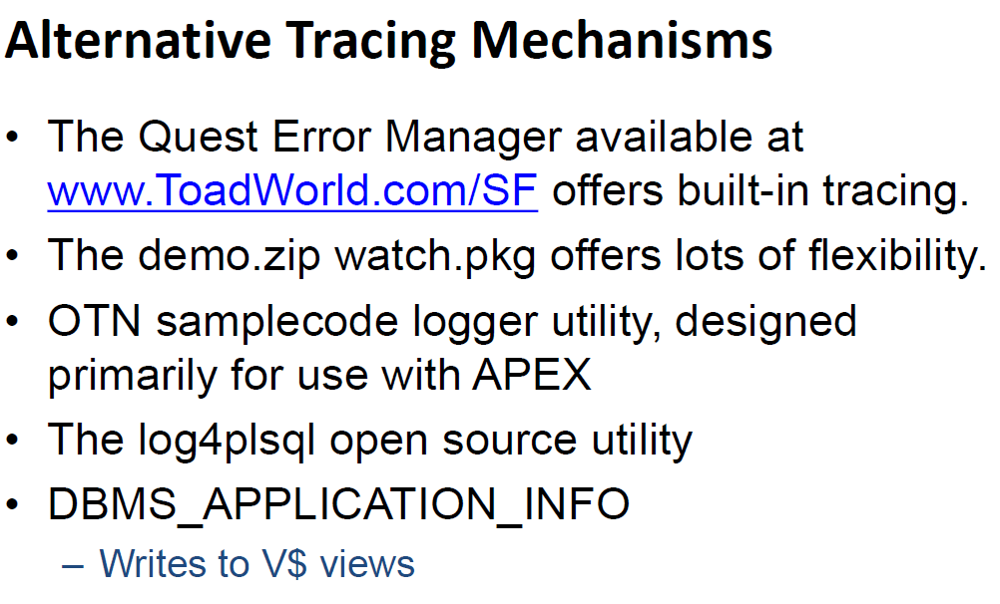 Alternative Tracing Mechanisms
• The Quest Error Manager available at
www.ToadWorld.com/SF offers built-in tracing.
• The demo.zip watch.pkg offers lots of flexibility.
• OTN samplecode logger utility, designed
primarily for use with APEX
• The log4plsql open source utility
• DBMS_APPLICATION_INFO
– Writes to V$ views